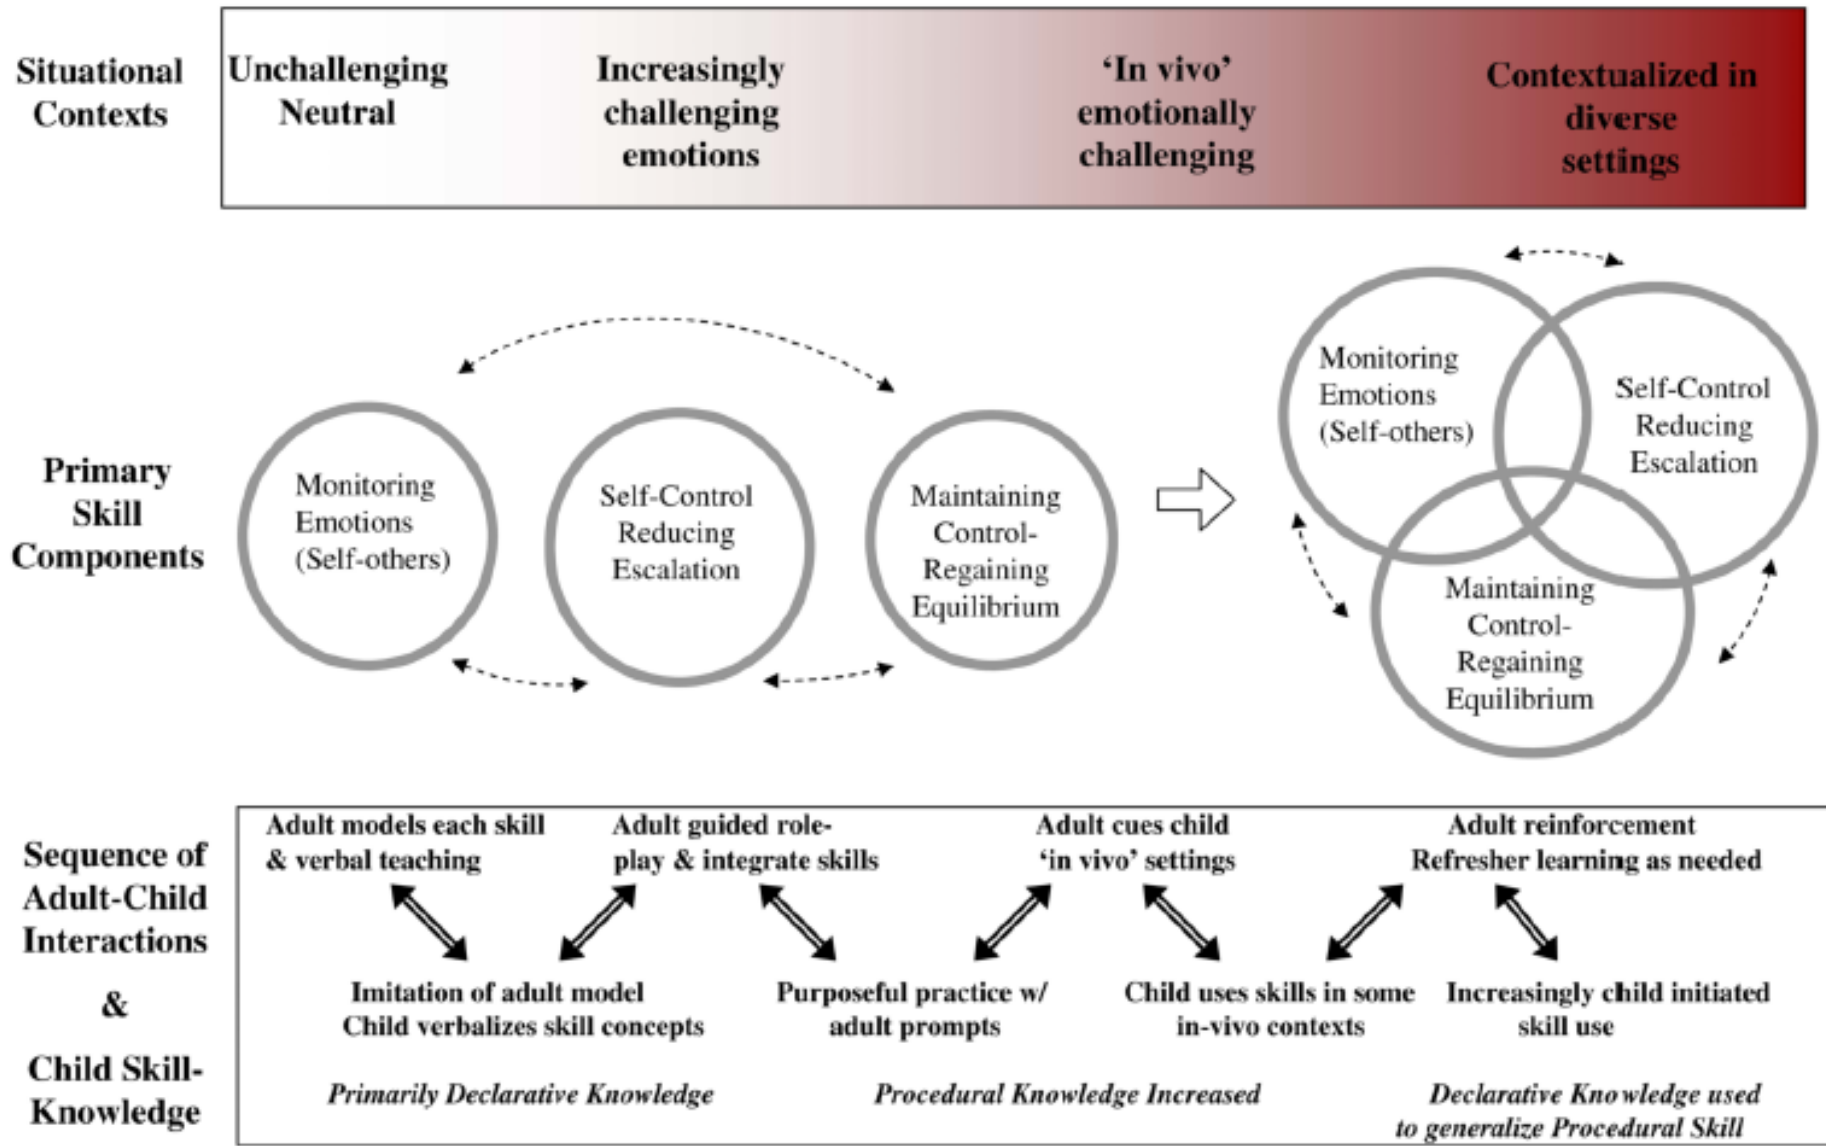 Situational
Contexts
Unchallenging
Neutral
Increasingly
challenging
emotions
‘In vivo’
emotionally
challenging
Contextualized in
diverse
settings
Primary
Skill
Components
Monitoring
Emotions
(Self-others)
Self-Control
Reducing
Escalation
Maintaining
Control-
Regaining
Equilibrium
Monitoring
Emotions
(Self-others)
Self-Control
Reducing
Escalation
Maintaining
Control-
Regaining
Equilibrium
Sequence of
Adult-Child
Interactions
&
Child Skill-
Knowledge
Adult models each skill
& verbal teaching
Adult guided role-
play & integrate skills
Adult cues child
‘in vivo’ settings
Adult reinforcement
Refresher learning as needed
Imitation of adult model
Child verbalizes skill concepts
Purposeful practice w/
adult prompts
Child uses skills in some
in-vivo contexts
Increasingly child initiated
skill use
Primarily Declarative Knowledge
Procedural Knowledge Increased
Declarative Knowledge used
to generalize Procedural Skill